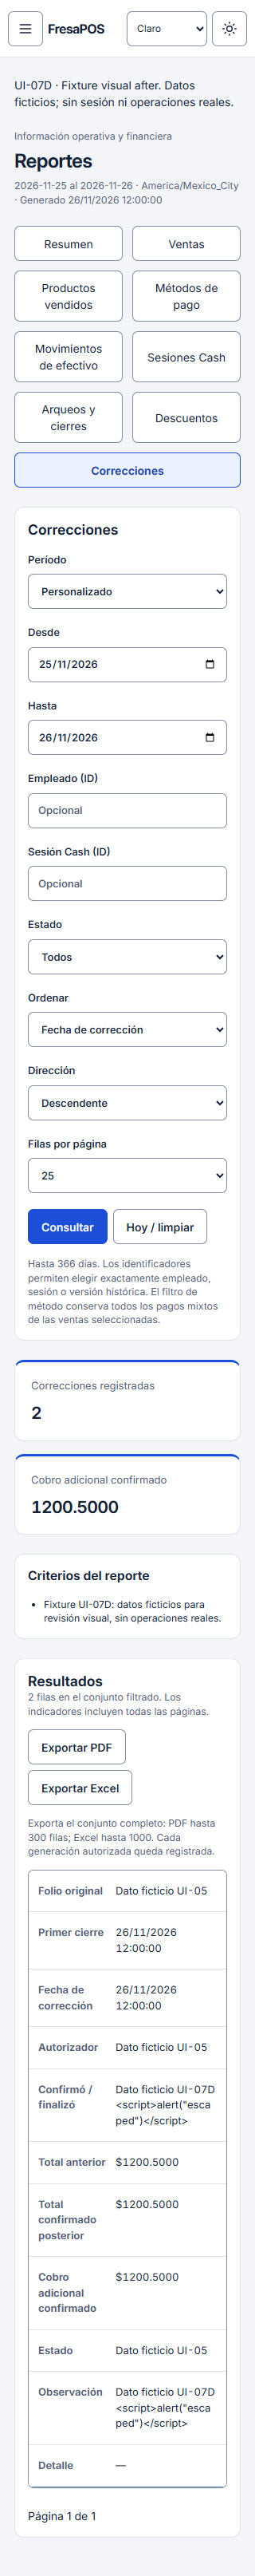 FresaPOS
Claro
UI-07D · Fixture visual after. Datos
ficticios; sin sesión ni operaciones reales.
Información operativa y financiera
Reportes
2026-11-25 al 2026-11-26 · America/Mexico_City
· Generado 26/11/2026 12:00:00
Resumen
Ventas
Productos
vendidos
Métodos de
pago
Movimientos
de efectivo
Sesiones Cash
Arqueos y
cierres
Descuentos
Correcciones
Correcciones
Período
Personalizado
Desde
25/11/2026
Hasta
26/11/2026
Empleado (ID)
Opcional
Sesión Cash (ID)
Opcional
Estado
Todos
Ordenar
Fecha de corrección
Dirección
Descendente
Filas por página
25
Consultar
Hoy / limpiar
Hasta 366 días. Los identificadores
permiten elegir exactamente empleado,
sesión o versión histórica. El filtro de
método conserva todos los pagos mixtos
de las ventas seleccionadas.
Correcciones registradas
2
Cobro adicional confirmado
1200.5000
Criterios del reporte
• Fixture UI-07D: datos ficticios para
revisión visual, sin operaciones reales.
Resultados
2 filas en el conjunto filtrado. Los
indicadores incluyen todas las páginas.
Exportar PDF
Exportar Excel
Exporta el conjunto completo: PDF hasta
300 filas; Excel hasta 1000. Cada
generación autorizada queda registrada.
Folio original Dato ficticio UI-05
Primer cierre 26/11/2026
12:00:00
Fecha de 26/11/2026
corrección 12:00:00
Autorizador Dato ficticio UI-05
Confirmó / Dato ficticio UI-07D
finalizó <script>alert("esca
ped")</script>
Total anterior $1200.5000
Total $1200.5000
confirmado
posterior
Cobro $1200.5000
adicional
confirmado
Estado Dato ficticio UI-05
Observación Dato ficticio UI-07D
<script>alert("esca
ped")</script>
Detalle —
Página 1 de 1